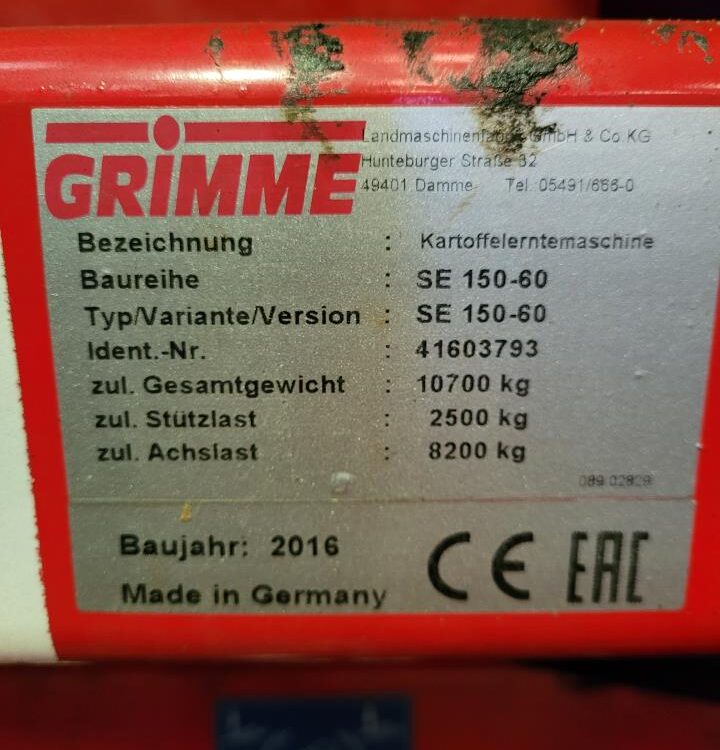 GRIMME
Landmaschinenfabrik GmbH & Co KG
Hunteburger Straße 32
49401 Damme Tel. 05491/666-0
Bezeichnung : Kartoffelerntemaschine
Baureihe : SE 150-60
Typ/Variante/Version : SE 150-60
Ident.-Nr. : 41603793
zul. Gesamtgewicht : 10700 kg
zul. Stützlast : 2500 kg
zul. Achslast : 8200 kg
089 02829
Baujahr: 2016
Made in Germany
CE EAC